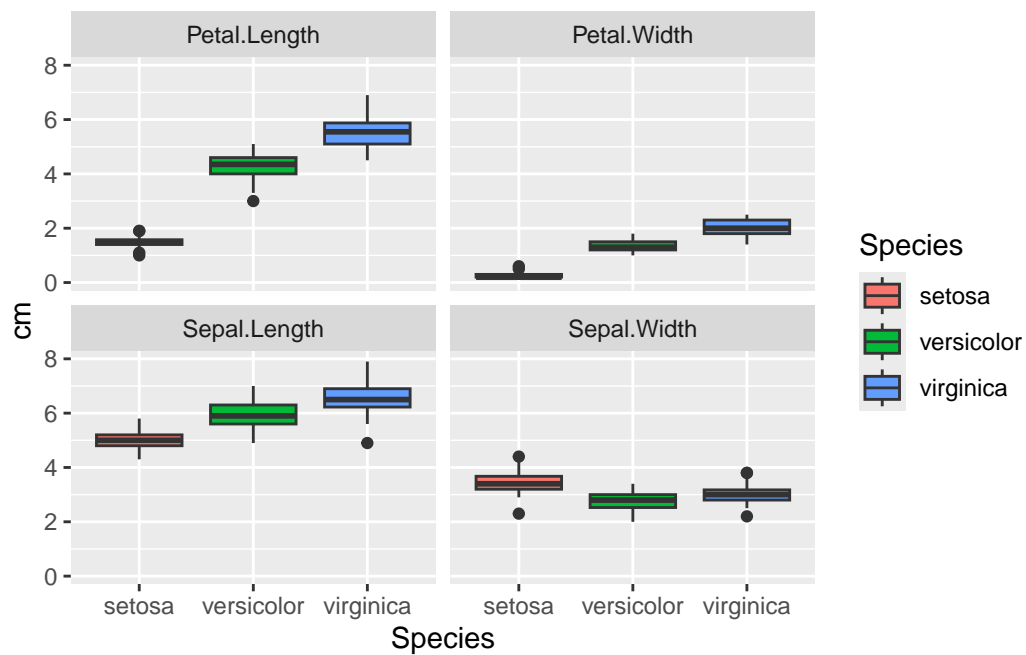 Petal.Length Petal.Width
8
6
4
2
0
cm
Sepal.Length Sepal.Width
8
6
4
2
0
setosa versicolor virginica setosa versicolor virginica
Species
Species
setosa
versicolor
virginica